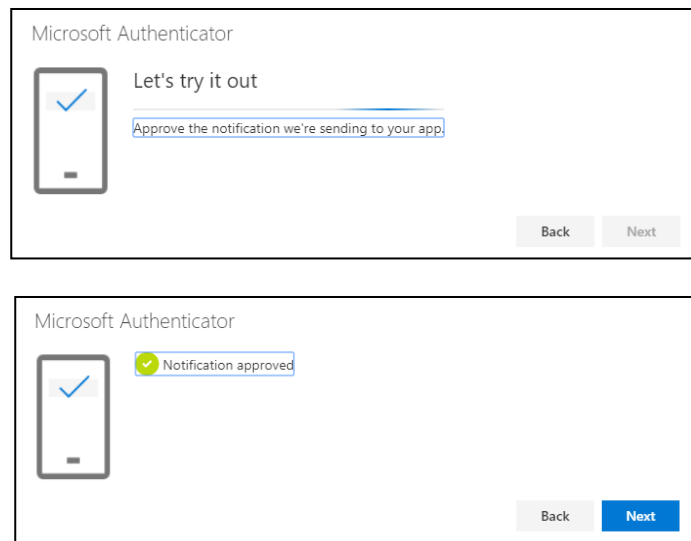 Microsoft Authenticator
Let's try it out
Approve the notification we're sending to your app.
Back Next
Microsoft Authenticator
Notification approved
Back Next